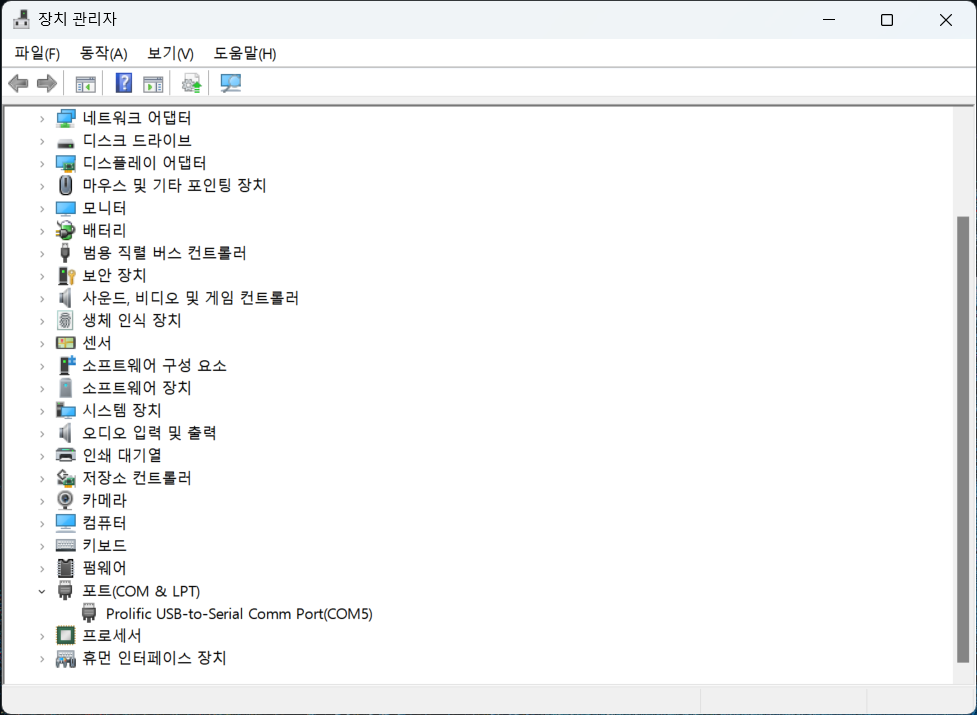 장치 관리자
파일(F) 동작(A) 보기(V) 도움말(H)
네트워크 어댑터
디스크 드라이브
디스플레이 어댑터
마우스 및 기타 포인팅 장치
모니터
배터리
범용 직렬 버스 컨트롤러
보안 장치
사운드, 비디오 및 게임 컨트롤러
생체 인식 장치
센서
소프트웨어 구성 요소
소프트웨어 장치
시스템 장치
오디오 입력 및 출력
인쇄 대기열
저장소 컨트롤러
카메라
컴퓨터
키보드
펌웨어
포트(COM & LPT)
Prolific USB-to-Serial Comm Port(COM5)
프로세서
휴먼 인터페이스 장치